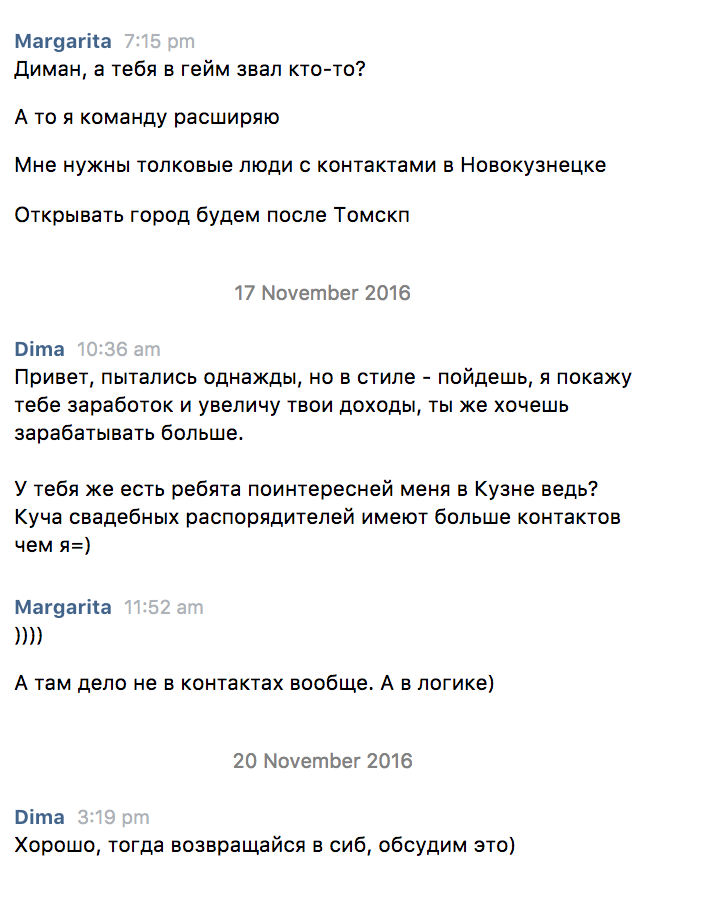 Margarita 7:15 pm
Диман, а тебя в гейм звал кто-то?
А то я команду расширяю
Мне нужны толковые люди с контактами в Новокузнецке
Открывать город будем после Томскп
17 November 2016
Dima 10:36 am
Привет, пытались однажды, но в стиле - пойдешь, я покажу
тебе заработок и увеличу твои доходы, ты же хочешь
зарабатывать больше.
У тебя же есть ребята поинтересней меня в Кузне ведь?
Куча свадебных распорядителей имеют больше контактов
чем я=)
Margarita 11:52 am
))))
А там дело не в контактах вообще. А в логике)
20 November 2016
Dima 3:19 pm
Хорошо, тогда возвращайся в сиб, обсудим это)